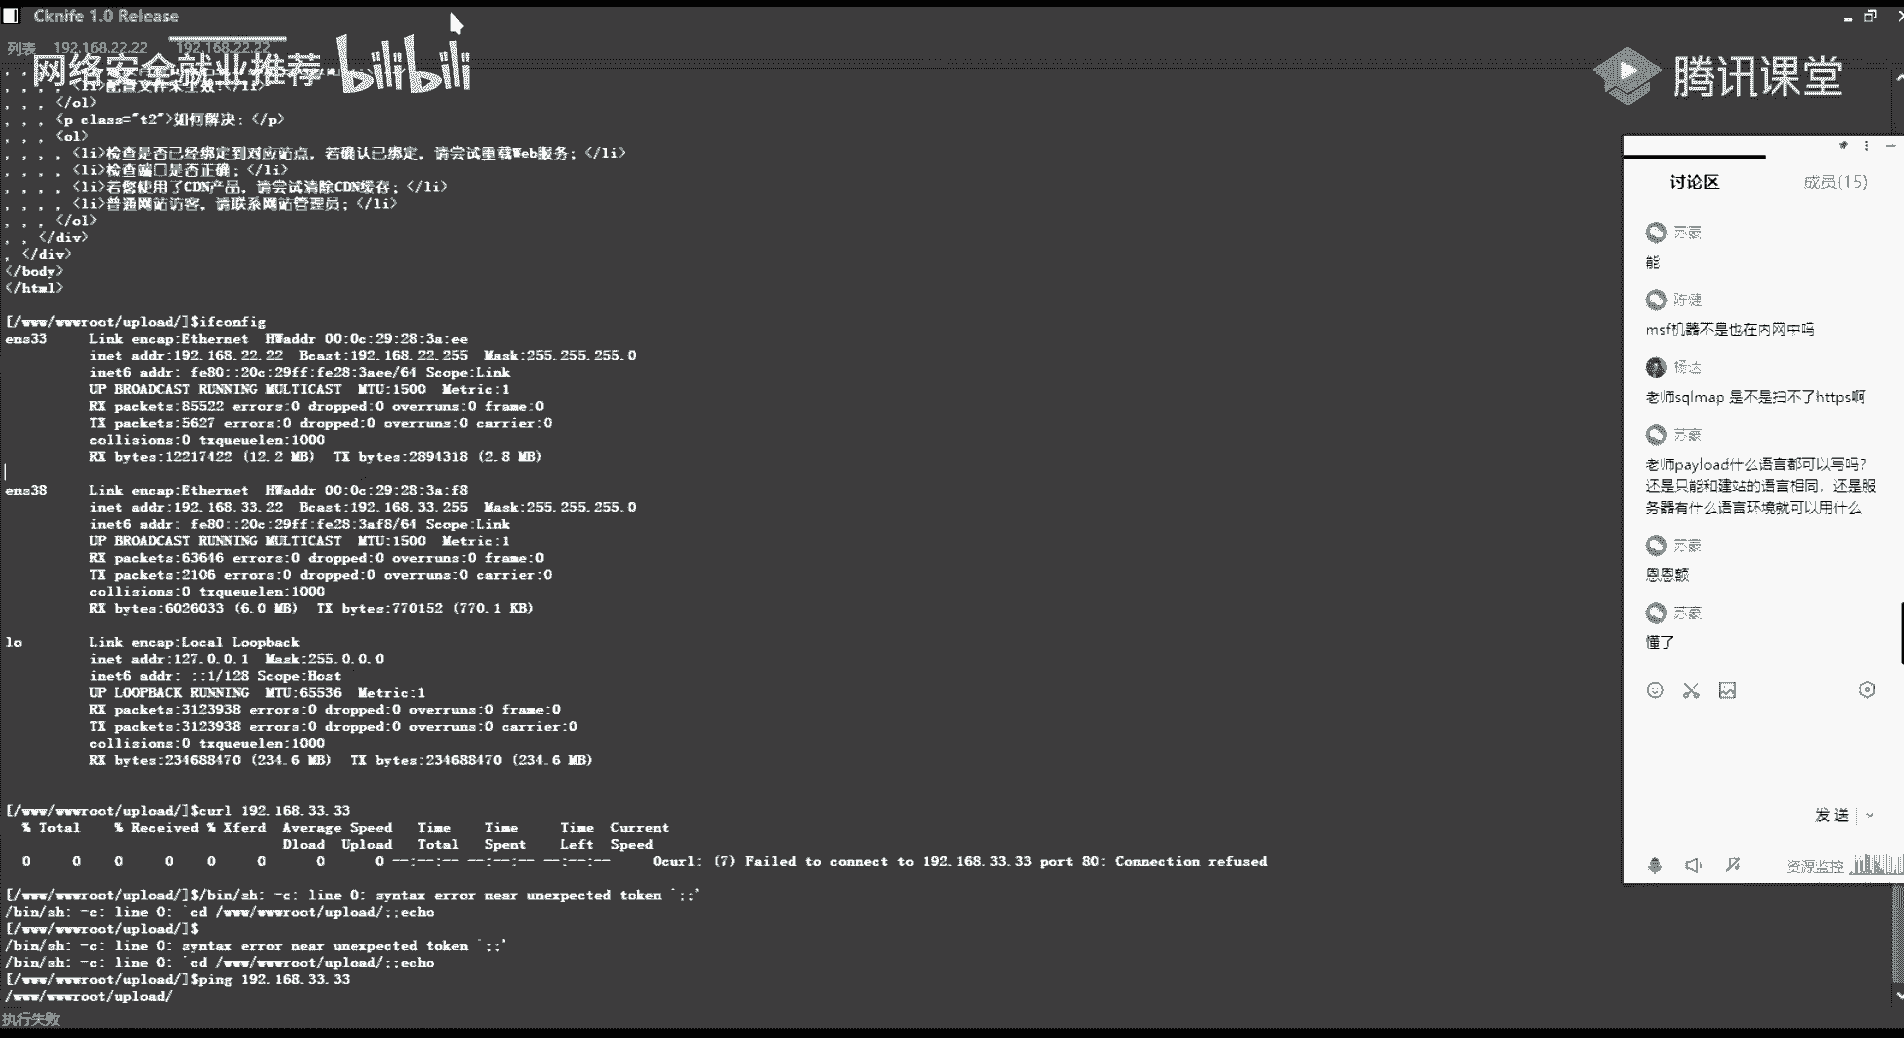 Cknife 1.0 Release
列表 192.168.22.22 192.168.22.22
网络安全就业推荐 bilibili
腾讯课堂
, , , , <li>配置文件未生效！</li>
, , , </ol>
, , , <p class="t2">如何解决：</p>
, , , <ol>
, , , , <li>检查是否已经绑定到对应站点，若确认已绑定，请尝试重载Web服务；</li>
, , , , <li>检查端口是否正确；</li>
, , , , <li>若您使用了CDN产品，请尝试清除CDN缓存；</li>
, , , , <li>普通网站访客，请联系网站管理员；</li>
, , , </ol>
, , </div>
, </div>
</body>
</html>
[/www/wwwroot/upload/]$ifconfig
ens33 Link encap:Ethernet HWaddr 00:0c:29:28:3a:ee
inet addr:192.168.22.22 Bcast:192.168.22.255 Mask:255.255.255.0
inet6 addr: fe80::20c:29ff:fe28:3aee/64 Scope:Link
UP BROADCAST RUNNING MULTICAST MTU:1500 Metric:1
RX packets:85522 errors:0 dropped:0 overruns:0 frame:0
TX packets:5627 errors:0 dropped:0 overruns:0 carrier:0
collisions:0 txqueuelen:1000
RX bytes:12217422 (12.2 MB) TX bytes:2894318 (2.8 MB)
ens38 Link encap:Ethernet HWaddr 00:0c:29:28:3a:f8
inet addr:192.168.33.22 Bcast:192.168.33.255 Mask:255.255.255.0
inet6 addr: fe80::20c:29ff:fe28:3af8/64 Scope:Link
UP BROADCAST RUNNING MULTICAST MTU:1500 Metric:1
RX packets:63646 errors:0 dropped:0 overruns:0 frame:0
TX packets:2106 errors:0 dropped:0 overruns:0 carrier:0
collisions:0 txqueuelen:1000
RX bytes:6026033 (6.0 MB) TX bytes:770152 (770.1 KB)
lo Link encap:Local Loopback
inet addr:127.0.0.1 Mask:255.0.0.0
inet6 addr: ::1/128 Scope:Host
UP LOOPBACK RUNNING MTU:65536 Metric:1
RX packets:3123938 errors:0 dropped:0 overruns:0 frame:0
TX packets:3123938 errors:0 dropped:0 overruns:0 carrier:0
collisions:0 txqueuelen:1000
RX bytes:234688470 (234.6 MB) TX bytes:234688470 (234.6 MB)
[/www/wwwroot/upload/]$curl 192.168.33.33
% Total % Received % Xferd Average Speed Time Time Time Current
Dload Upload Total Spent Left Speed
0 0 0 0 0 0 0 0 --:--:-- --:--:-- --:--:-- 0curl: (7) Failed to connect to 192.168.33.33 port 80: Connection refused
[/www/wwwroot/upload/]$/bin/sh: -c: line 0: syntax error near unexpected token `;;'
/bin/sh: -c: line 0: `cd /www/wwwroot/upload/;;echo
[/www/wwwroot/upload/]$
/bin/sh: -c: line 0: syntax error near unexpected token `;;'
/bin/sh: -c: line 0: `cd /www/wwwroot/upload/;;echo
[/www/wwwroot/upload/]$ping 192.168.33.33
/www/wwwroot/upload/
执行失败
讨论区 成员(15)
苏豪
能
陈健
msf机器不是也在内网中吗
杨达
老师sqlmap 是不是扫不了https啊
苏豪
老师payload什么语言都可以写吗?
还是只能和建站的语言相同，还是服
务器有什么语言环境就可以用什么
苏豪
恩恩额
苏豪
懂了
发送
资源监控